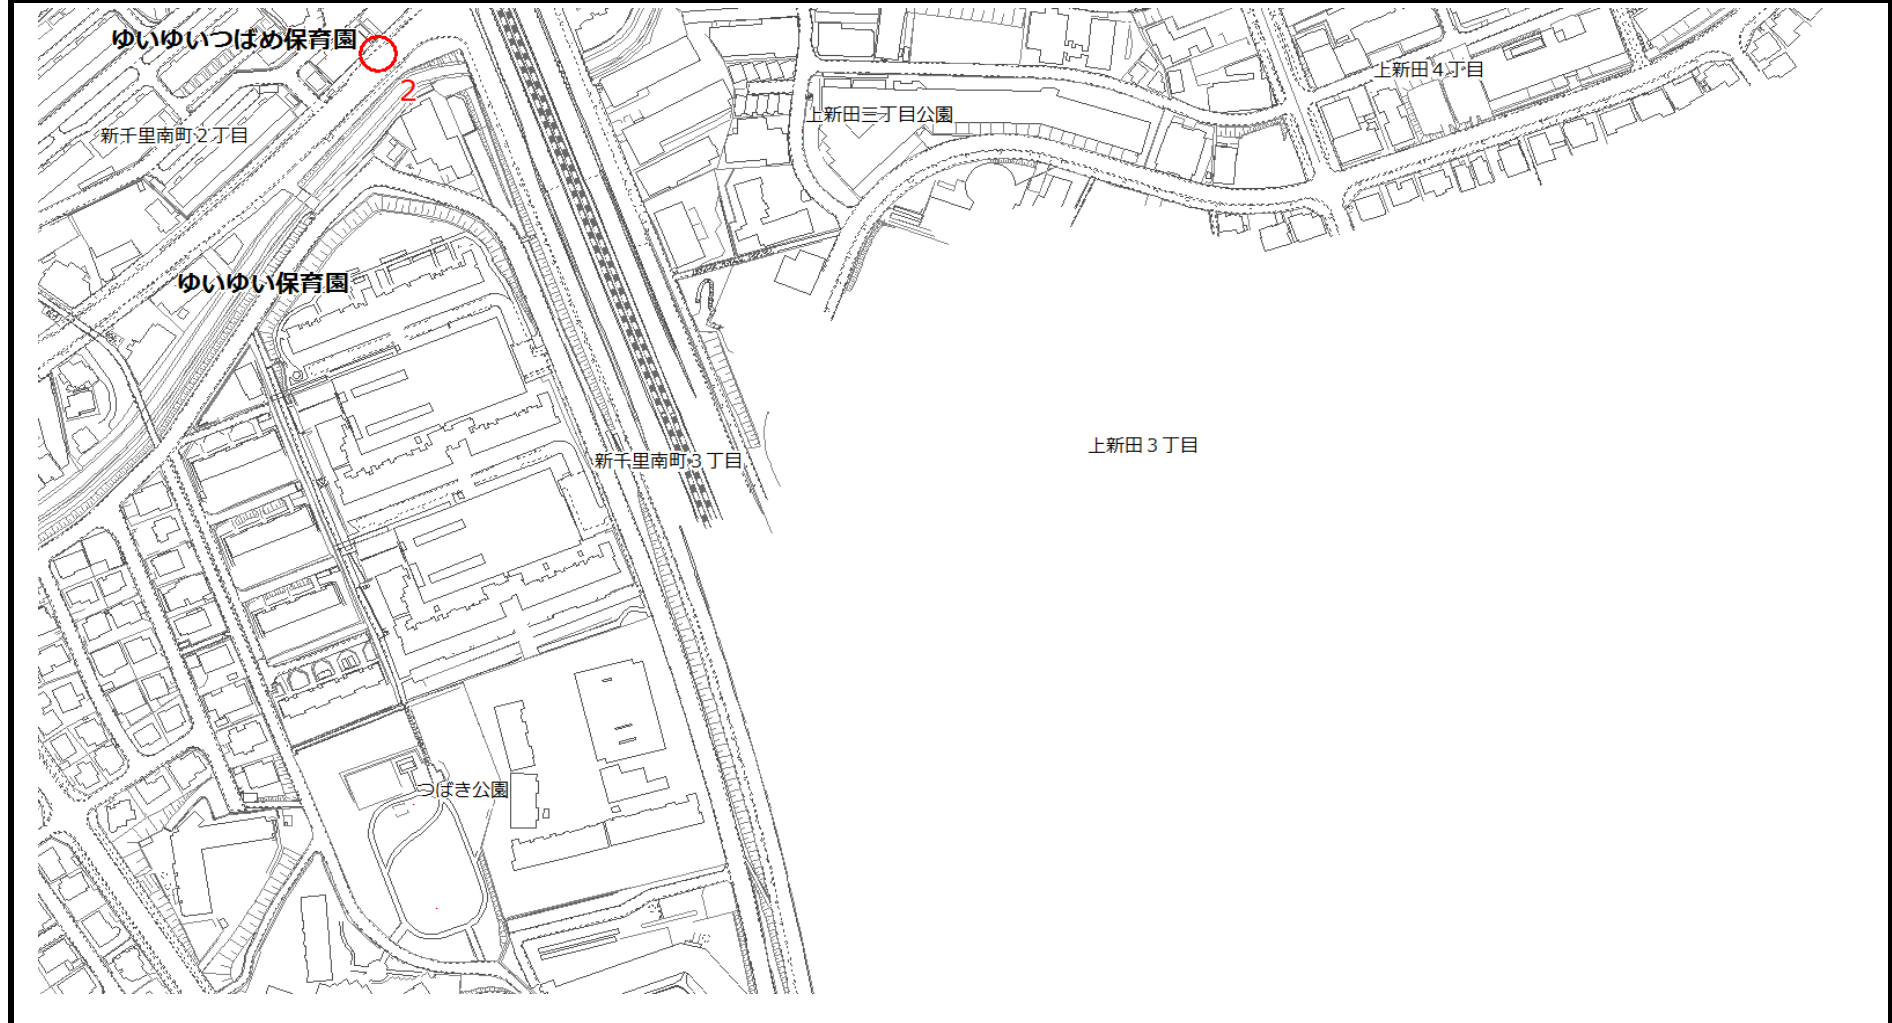 ゆいゆいつばめ保育園
2
上新田４丁目
上新田三丁目公園
新千里南町２丁目
ゆいゆい保育園
上新田３丁目
新千里南町３丁目
つばき公園